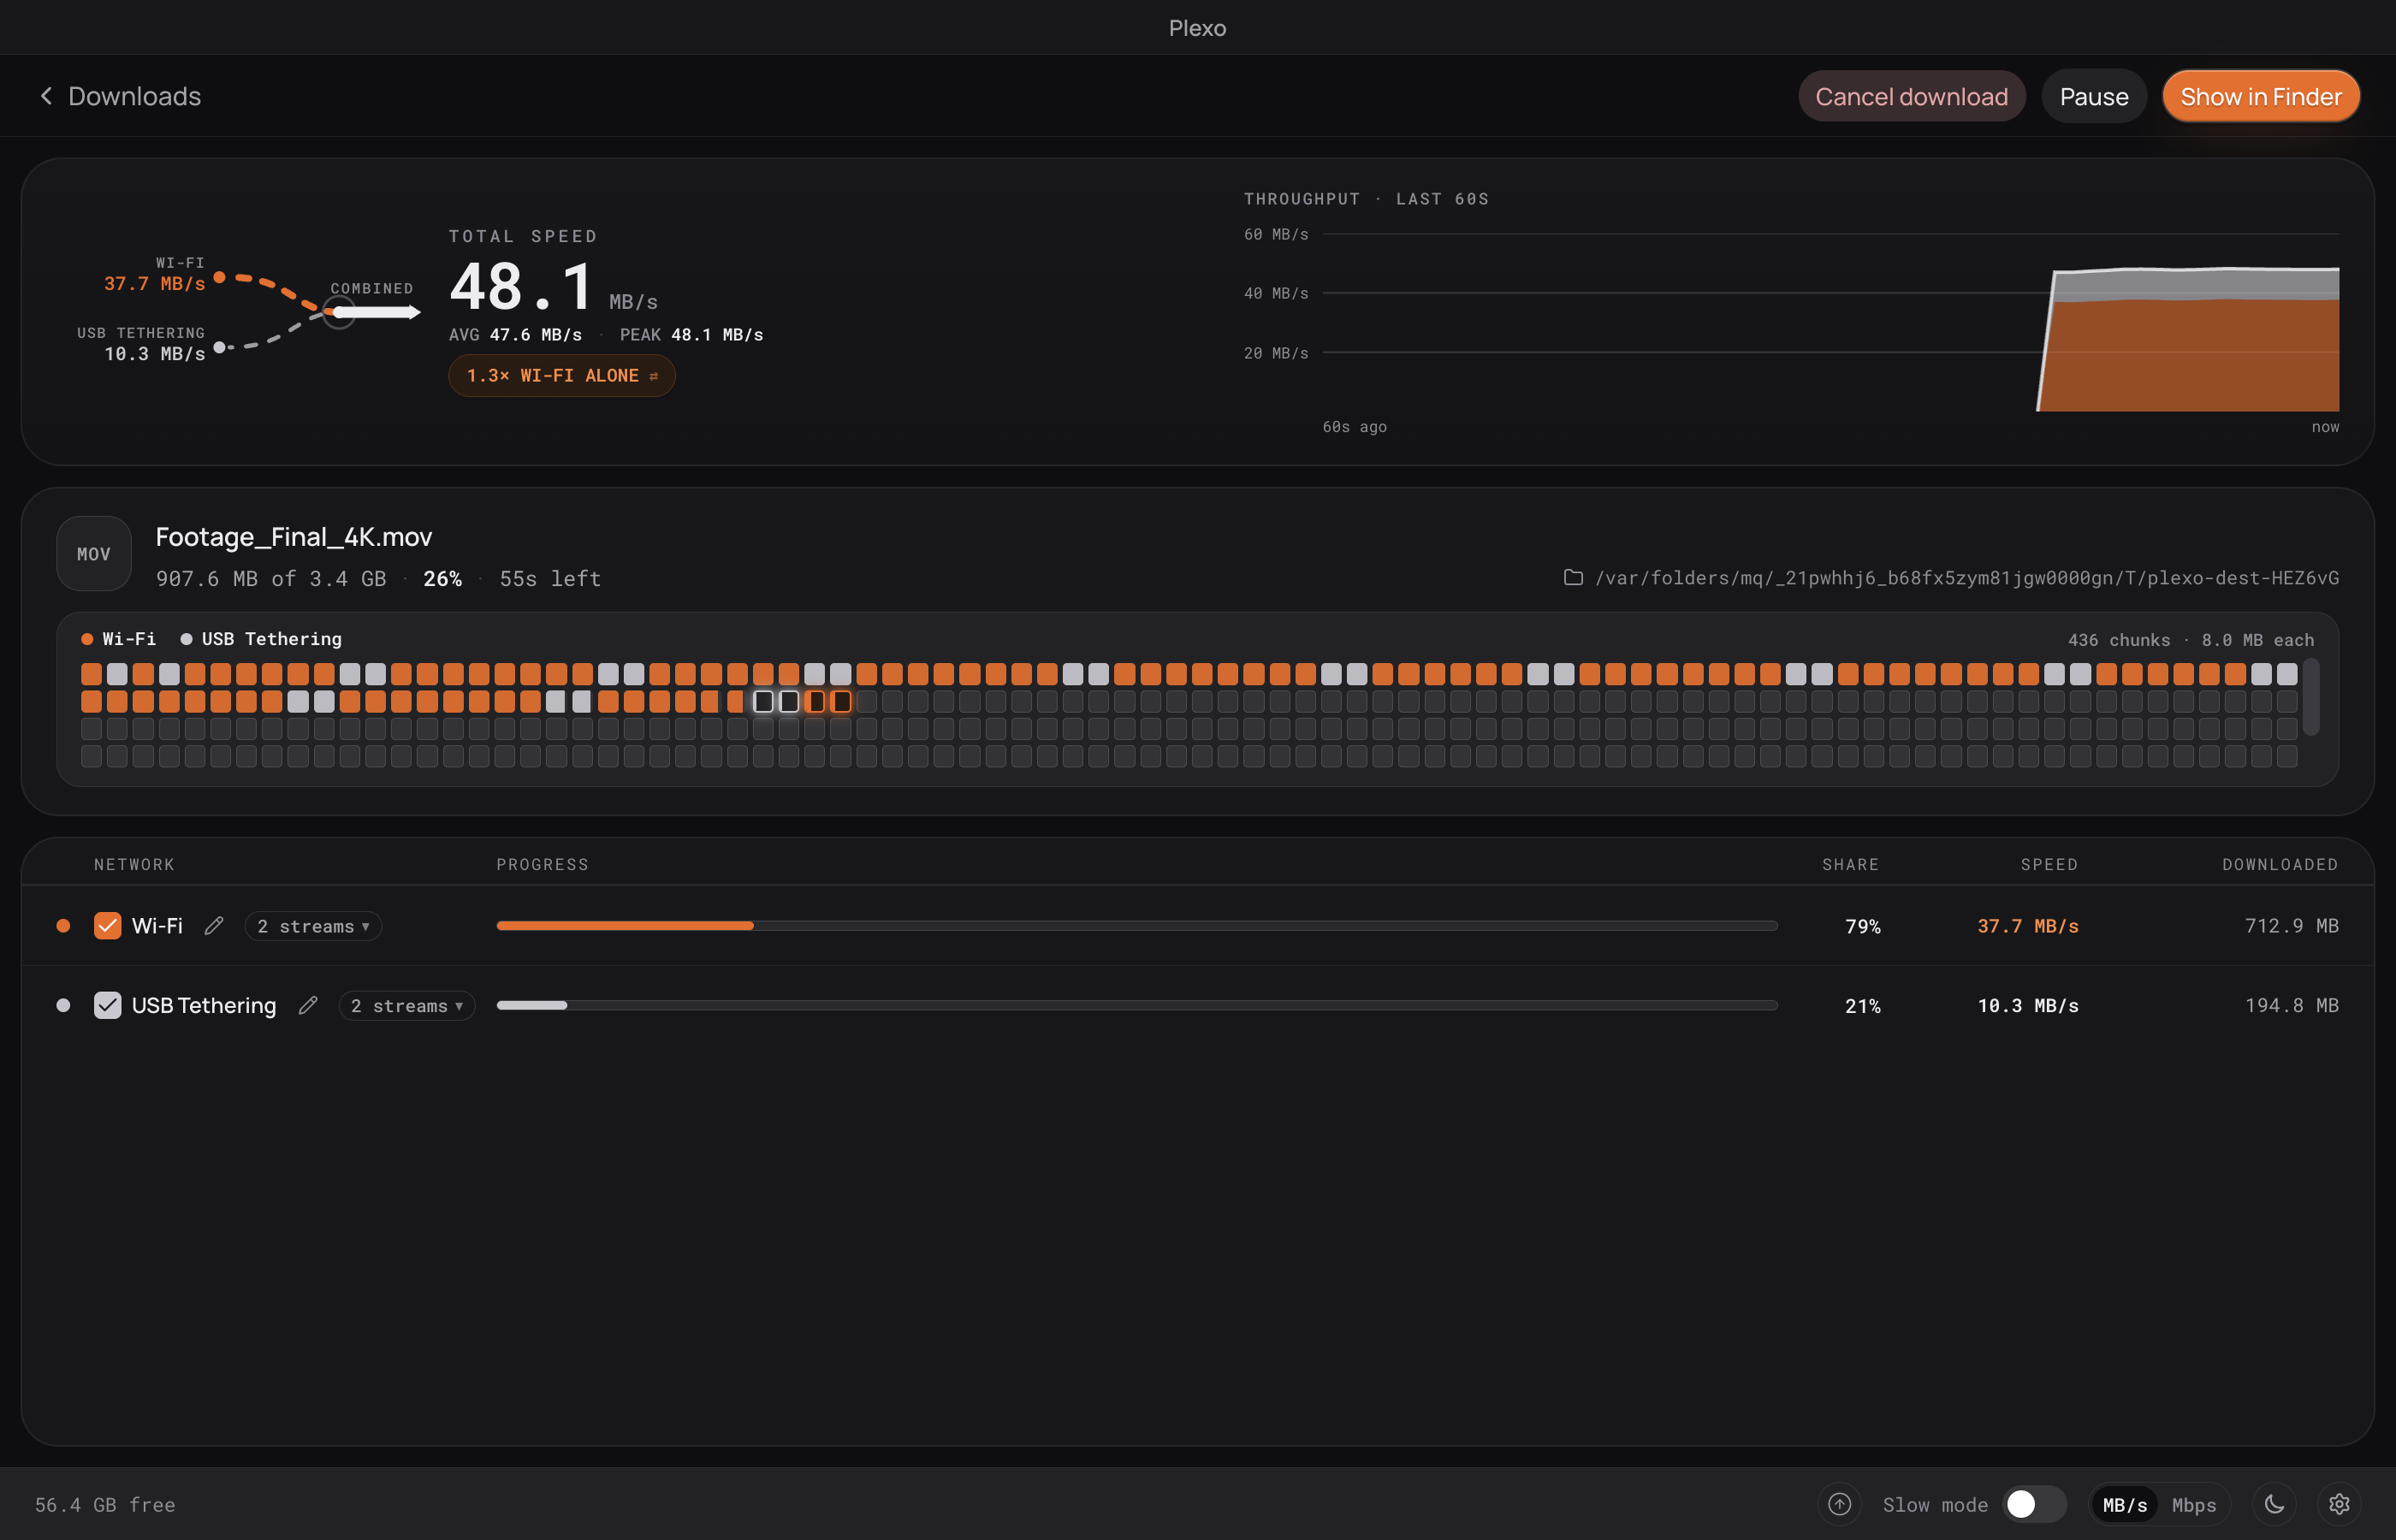 Plexo
Downloads
Cancel download
Pause
Show in Finder
WI-FI
37.7 MB/s
USB TETHERING
10.3 MB/s
COMBINED
TOTAL SPEED
48.1 MB/s
AVG 47.6 MB/s · PEAK 48.1 MB/s
1.3× WI-FI ALONE ⇄
THROUGHPUT · LAST 60S
60 MB/s
40 MB/s
20 MB/s
60s ago
now
MOV
Footage_Final_4K.mov
907.6 MB of 3.4 GB · 26% · 55s left
/var/folders/mq/_21pwhhj6_b68fx5zym81jgw0000gn/T/plexo-dest-HEZ6vG
Wi-Fi
USB Tethering
436 chunks · 8.0 MB each
NETWORK PROGRESS SHARE SPEED DOWNLOADED
Wi-Fi 2 streams ▾ 79% 37.7 MB/s 712.9 MB
USB Tethering 2 streams ▾ 21% 10.3 MB/s 194.8 MB
56.4 GB free
Slow mode
MB/s Mbps